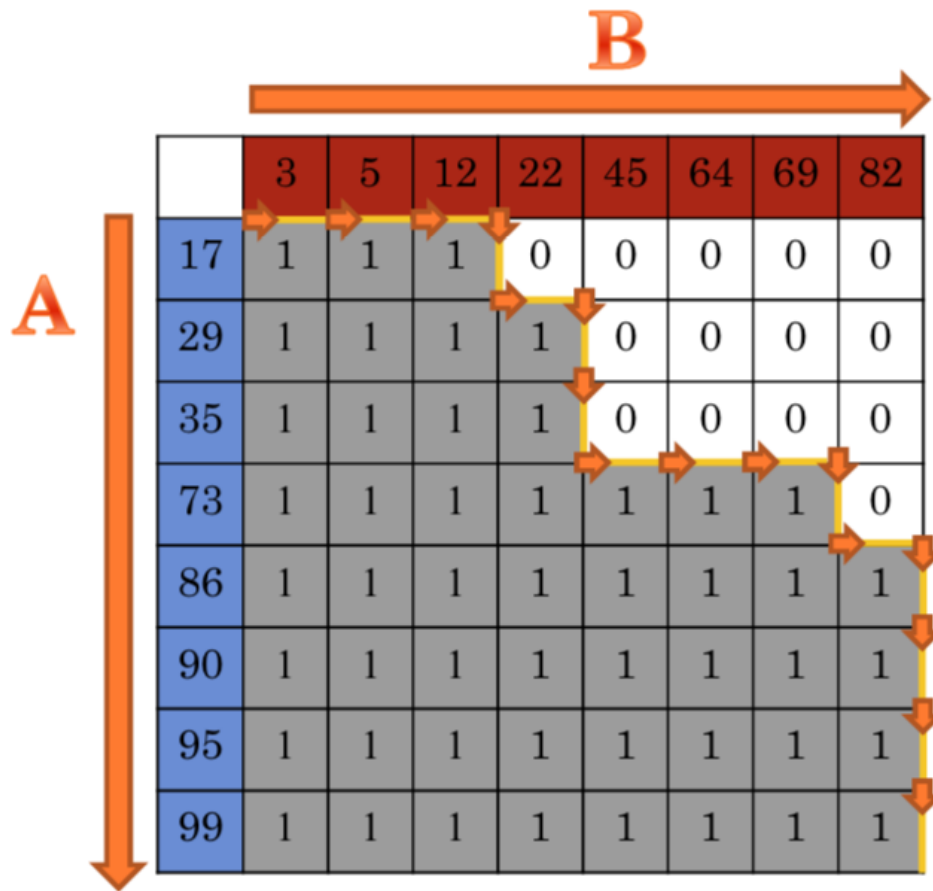 B
A
3 5 12 22 45 64 69 82
17 1 1 1 0 0 0 0 0
29 1 1 1 1 0 0 0 0
35 1 1 1 1 0 0 0 0
73 1 1 1 1 1 1 1 0
86 1 1 1 1 1 1 1 1
90 1 1 1 1 1 1 1 1
95 1 1 1 1 1 1 1 1
99 1 1 1 1 1 1 1 1